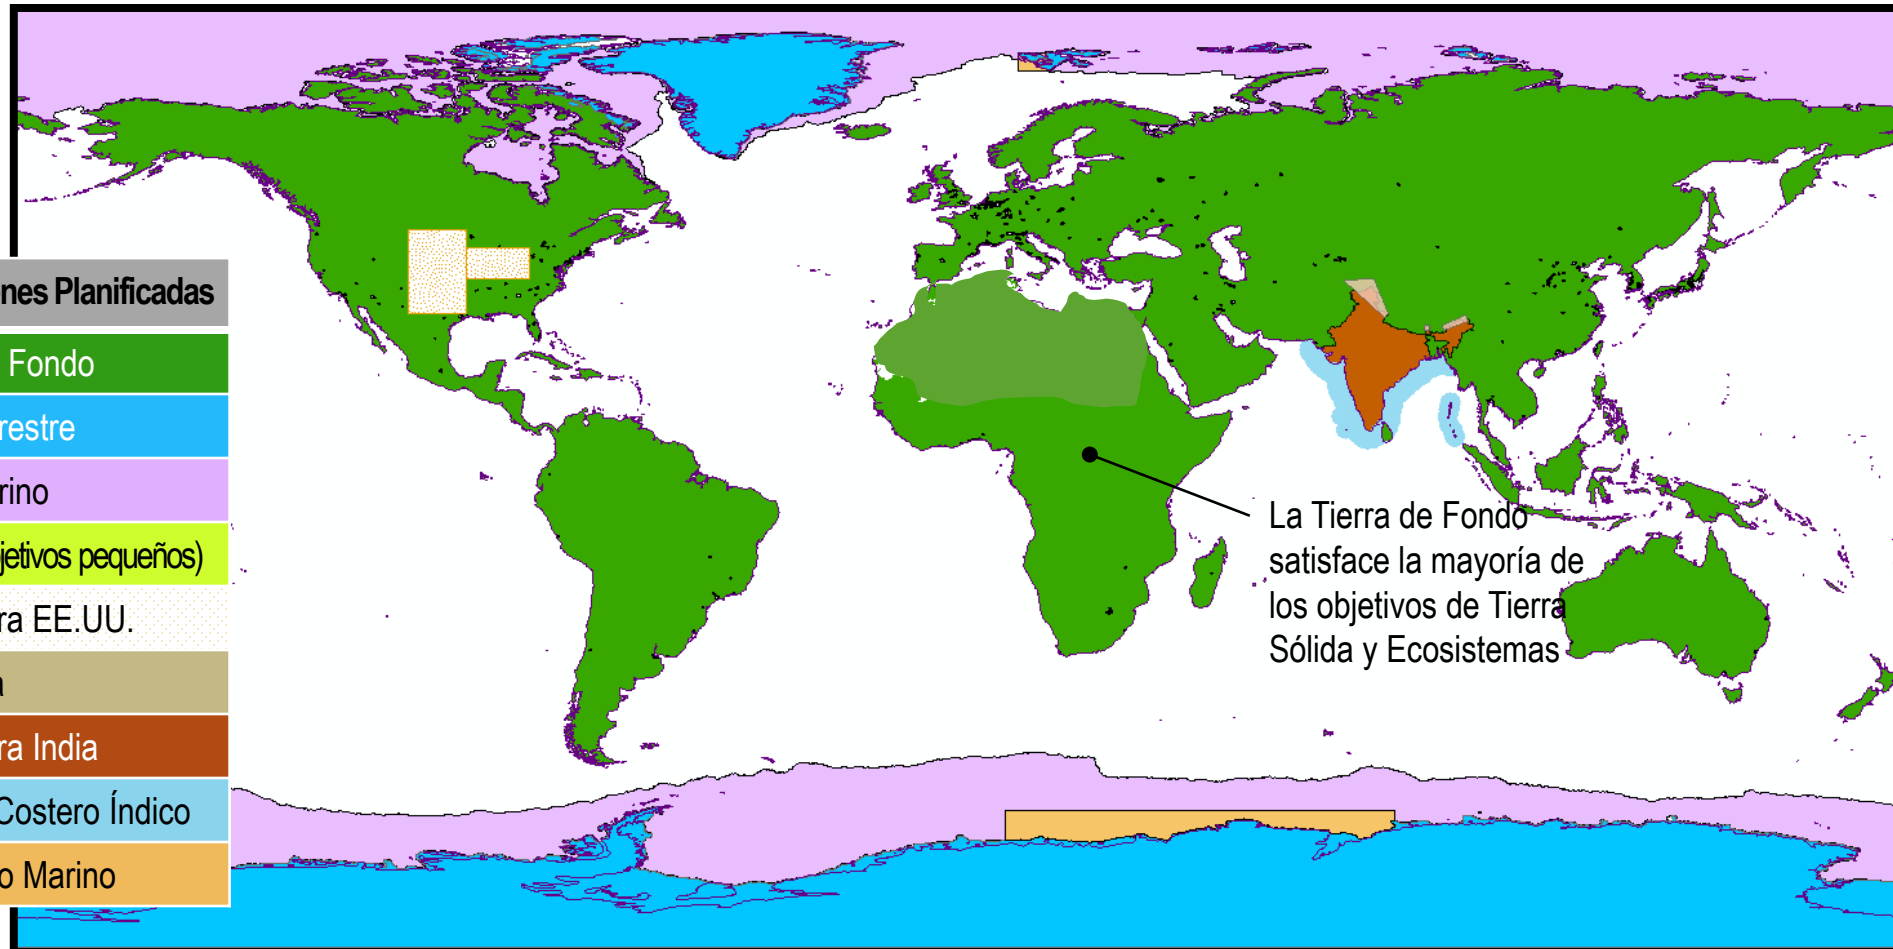 nes Planificadas
Fondo
restre
rino
jetivos pequeños)
ra EE.UU.
a
ra India
Costero Índico
o Marino
La Tierra de Fondo
satisface la mayoría de
los objetivos de Tierra
Sólida y Ecosistemas